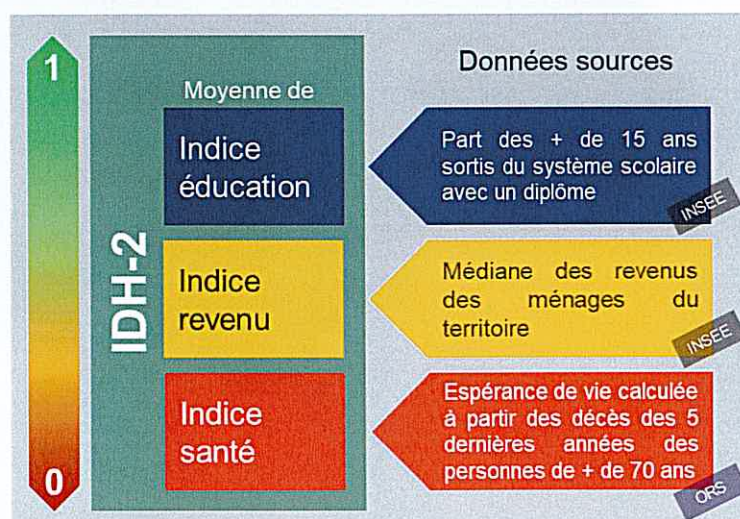 1
Données sources
Moyenne de
Indice
éducation
Part des + de 15 ans
sortis du système scolaire
avec un diplôme
INSEE
IDH-2
Indice
revenu
Médiane des revenus
des ménages du
territoire
INSEE
Indice
santé
Espérance de vie calculée
à partir des décès des 5
dernières années des
personnes de + de 70 ans
ORS
0